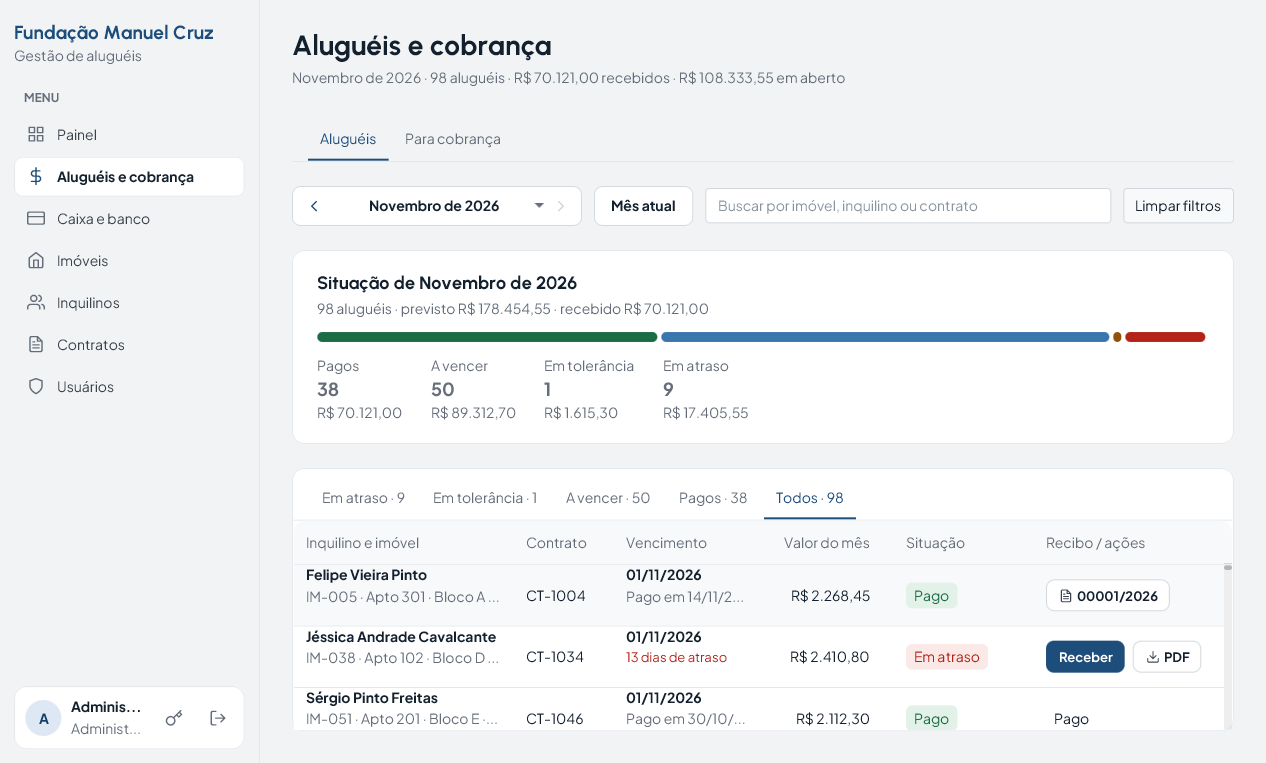 Fundação Manuel Cruz
Gestão de aluguéis
MENU
Painel
Aluguéis e cobrança
Caixa e banco
Imóveis
Inquilinos
Contratos
Usuários
A
Adminis...
Administ...
Aluguéis e cobrança
Novembro de 2026 · 98 aluguéis · R$ 70.121,00 recebidos · R$ 108.333,55 em aberto
Aluguéis Para cobrança
Novembro de 2026 Mês atual Buscar por imóvel, inquilino ou contrato Limpar filtros
Situação de Novembro de 2026
98 aluguéis · previsto R$ 178.454,55 · recebido R$ 70.121,00
Pagos A vencer Em tolerância Em atraso
38 50 1 9
R$ 70.121,00 R$ 89.312,70 R$ 1.615,30 R$ 17.405,55
Em atraso · 9 Em tolerância · 1 A vencer · 50 Pagos · 38 Todos · 98
Inquilino e imóvel Contrato Vencimento Valor do mês Situação Recibo / ações
Felipe Vieira Pinto 01/11/2026
IM-005 · Apto 301 · Bloco A ... CT-1004 Pago em 14/11/2... R$ 2.268,45 Pago 00001/2026
Jéssica Andrade Cavalcante 01/11/2026
IM-038 · Apto 102 · Bloco D ... CT-1034 13 dias de atraso R$ 2.410,80 Em atraso Receber PDF
Sérgio Pinto Freitas 01/11/2026
IM-051 · Apto 201 · Bloco E ·... CT-1046 Pago em 30/10/... R$ 2.112,30 Pago Pago